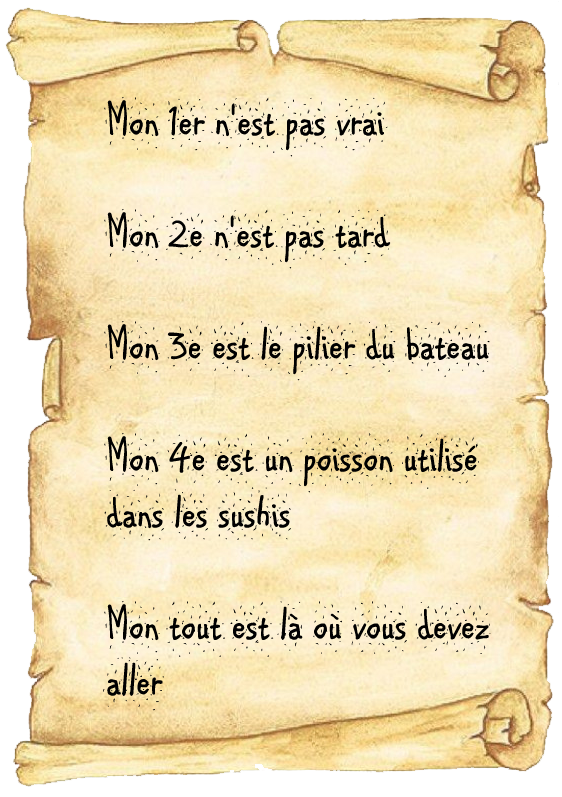 Mon 1er n'est pas vrai
Mon 2e n'est pas tard
Mon 3e est le pilier du bateau
Mon 4e est un poisson utilisé
dans les sushis
Mon tout est là où vous devez
aller